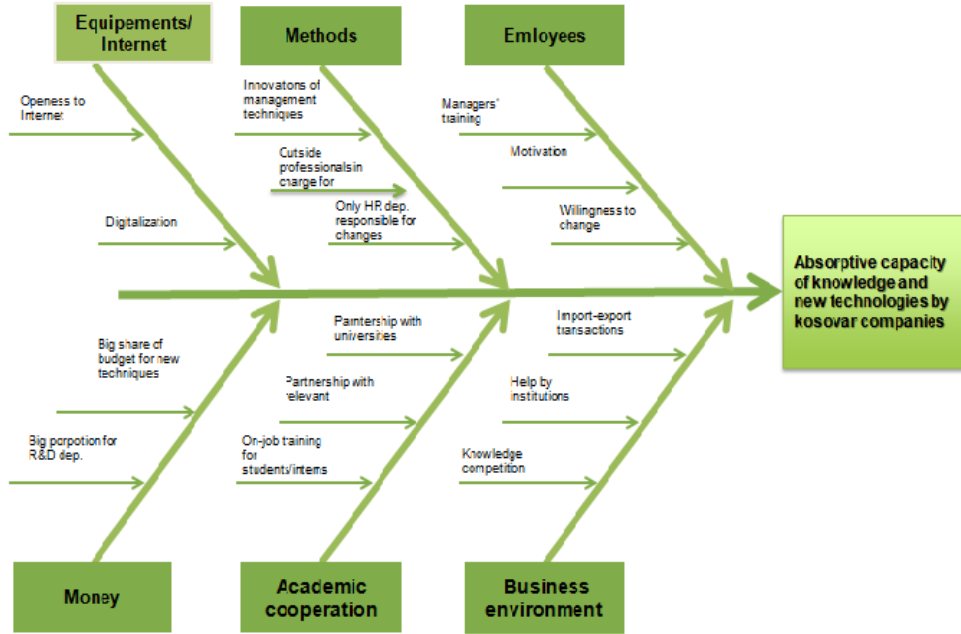 Equipements/
Internet
Methods
Emloyees
Openess to
Internet
Digitalization
Innovatons of
management
techniques
Outside
professionals in
charge for
Only HR dep.
responsible for
changes
Managers'
training
Motivation
Willingness to
change
Absorptive capacity
of knowledge and
new technologies by
kosovar companies
Big share of
budget for new
techniques
Big porpotion for
R&D dep.
Parntership with
universities
Partnership with
relevant
On-job training
for
students/interns
Import-export
transactions
Help by
institutions
Knowledge
competition
Money
Academic
cooperation
Business
environment